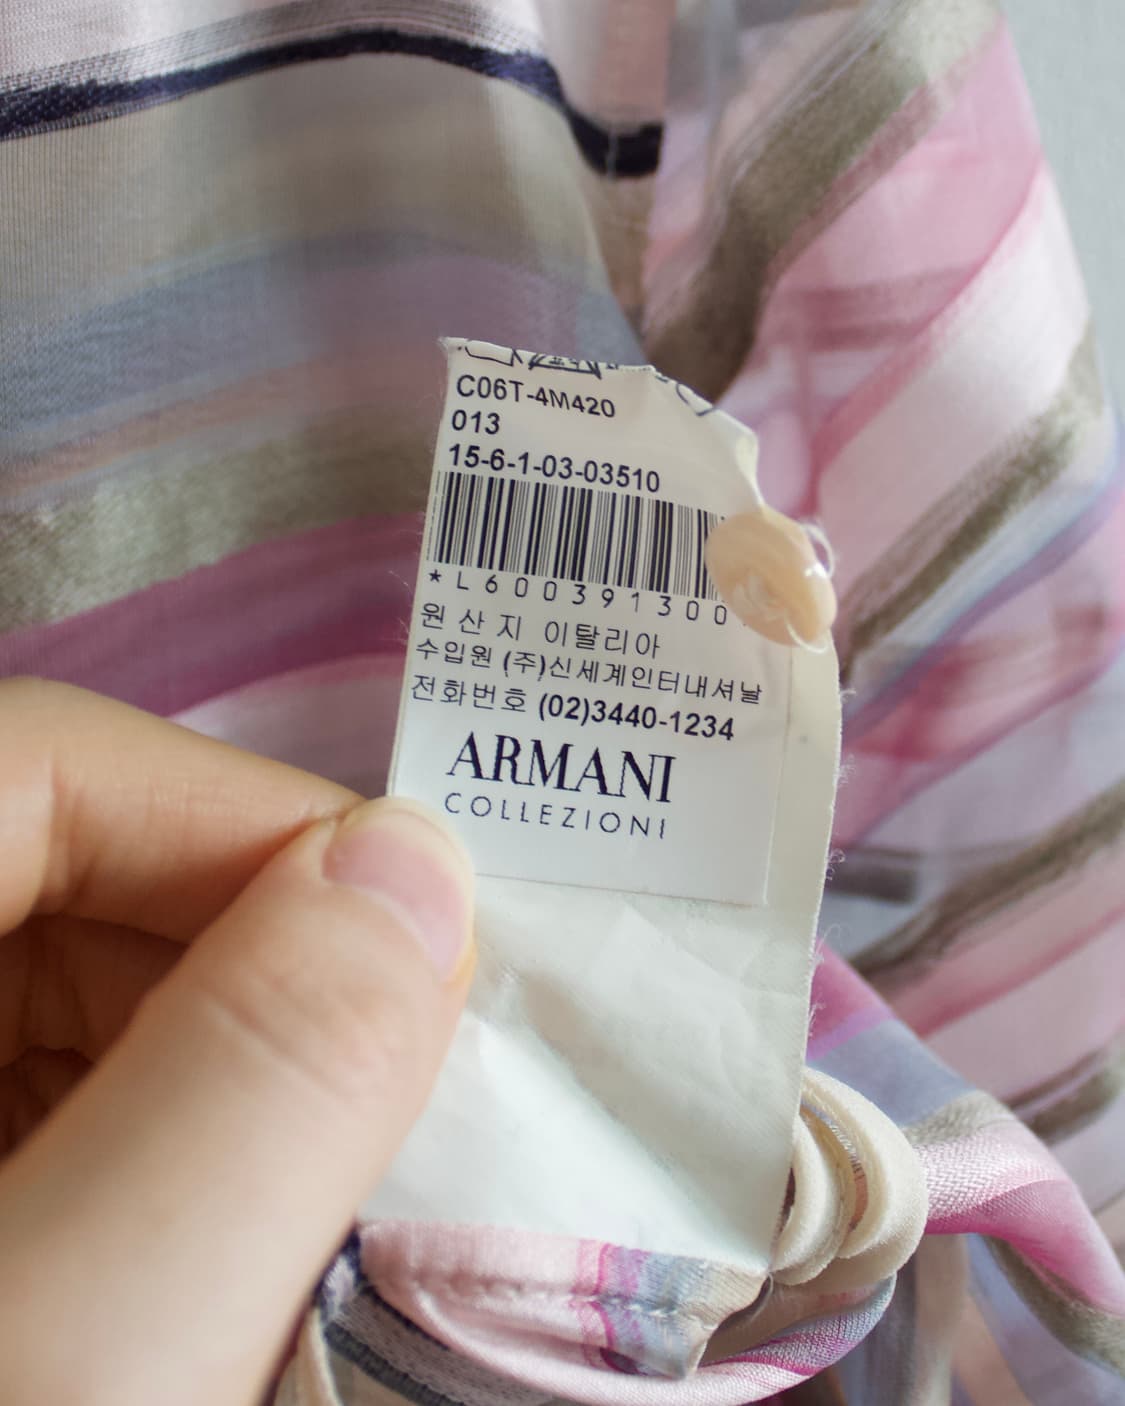 C06T-4M420
013
15-6-1-03-03510
*L600391300
원산지 이탈리아
수입원 (주)신세계인터내셔날
전화번호 (02)3440-1234
ARMANI
COLLEZIONI